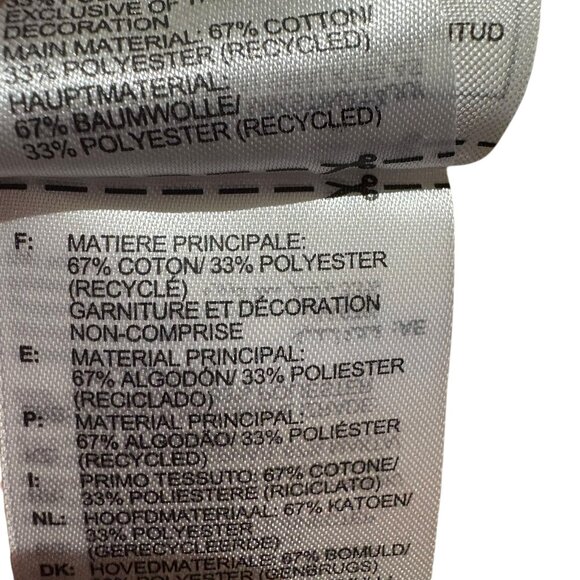 EXCLUSIVE OF
DECORATION
MAIN MATERIAL: 67% COTTON/
33% POLYESTER (RECYCLED)
HAUPTMATERIAL:
67% BAUMWOLLE/
33% POLYESTER (RECYCLED)
ITUD
F: MATIERE PRINCIPALE:
67% COTON/ 33% POLYESTER
(RECYCLÉ)
GARNITURE ET DÉCORATION
NON-COMPRISE
E: MATERIAL PRINCIPAL:
67% ALGODÓN/ 33% POLIESTER
(RECICLADO)
P: MATERIAL PRINCIPAL:
67% ALGODÃO/ 33% POLIÉSTER
(RECYCLED)
I: PRIMO TESSUTO: 67% COTONE/
33% POLIESTERE (RICICLATO)
NL: HOOFDMATERIAAL: 67% KATOEN/
33% POLYESTER
(GERECYCLEERDE)
DK: HOVEDMATERIALE: 67% BOMULD/
POLYESTER (GENBRUGS)